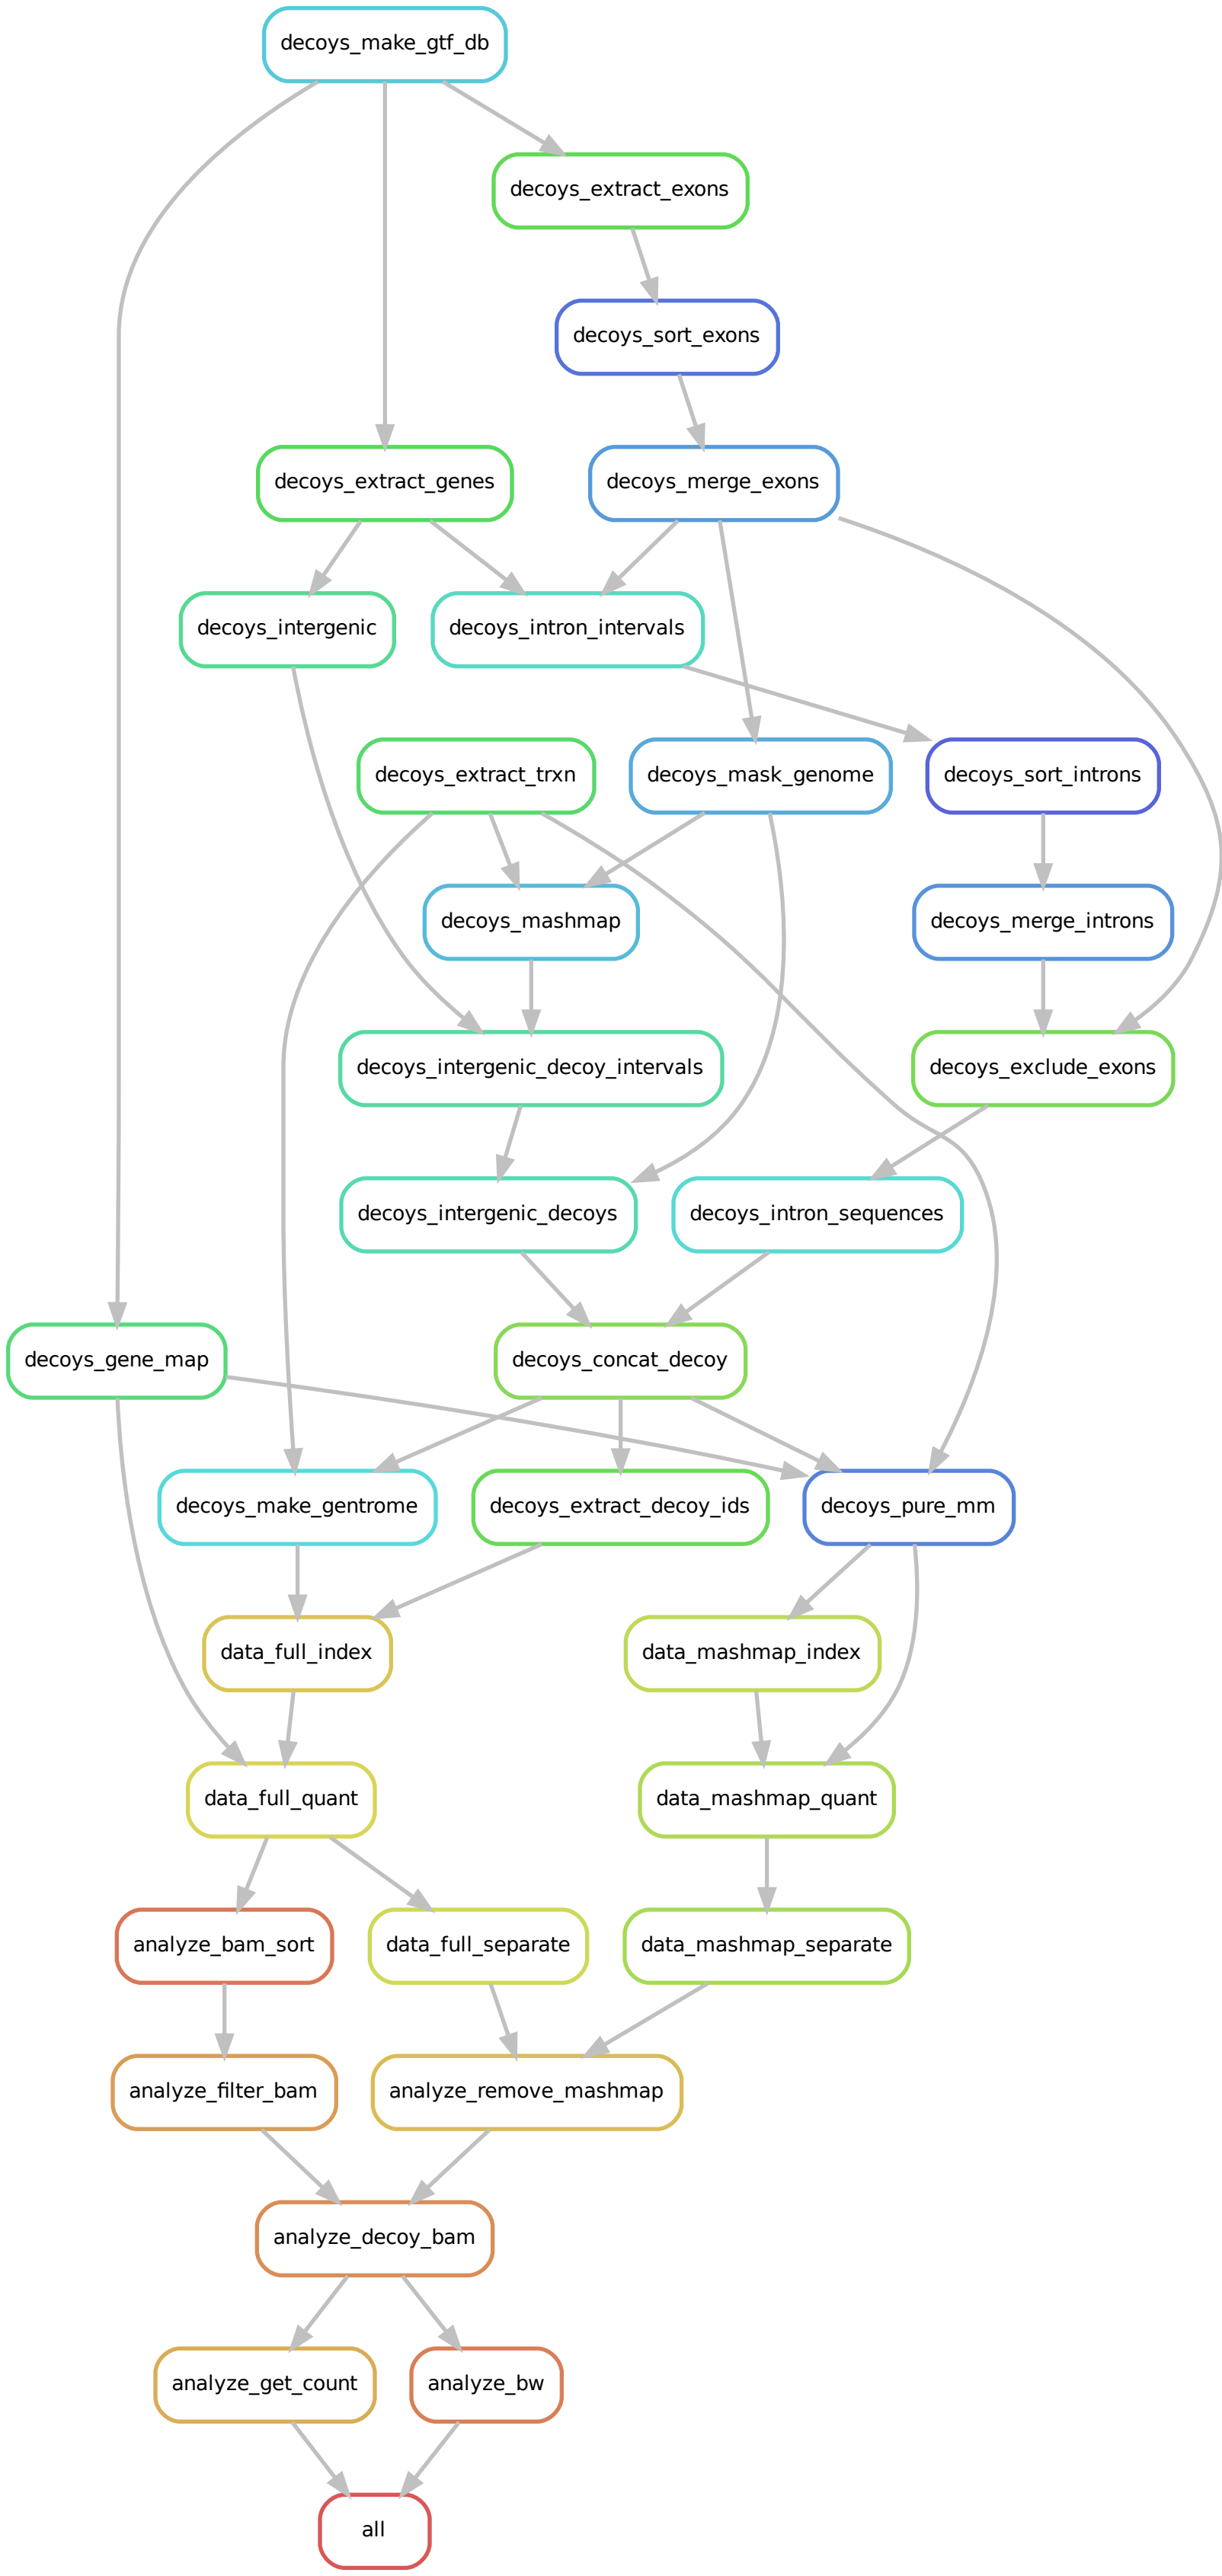 decoys_make_gtf_db
decoys_extract_exons
decoys_sort_exons
decoys_extract_genes
decoys_merge_exons
decoys_intergenic
decoys_intron_intervals
decoys_extract_trxn
decoys_mask_genome
decoys_sort_introns
decoys_mashmap
decoys_merge_introns
decoys_intergenic_decoy_intervals
decoys_exclude_exons
decoys_intergenic_decoys
decoys_intron_sequences
decoys_gene_map
decoys_concat_decoy
decoys_make_gentrome
decoys_extract_decoy_ids
decoys_pure_mm
data_full_index
data_mashmap_index
data_full_quant
data_mashmap_quant
analyze_bam_sort
data_full_separate
data_mashmap_separate
analyze_filter_bam
analyze_remove_mashmap
analyze_decoy_bam
analyze_get_count
analyze_bw
all